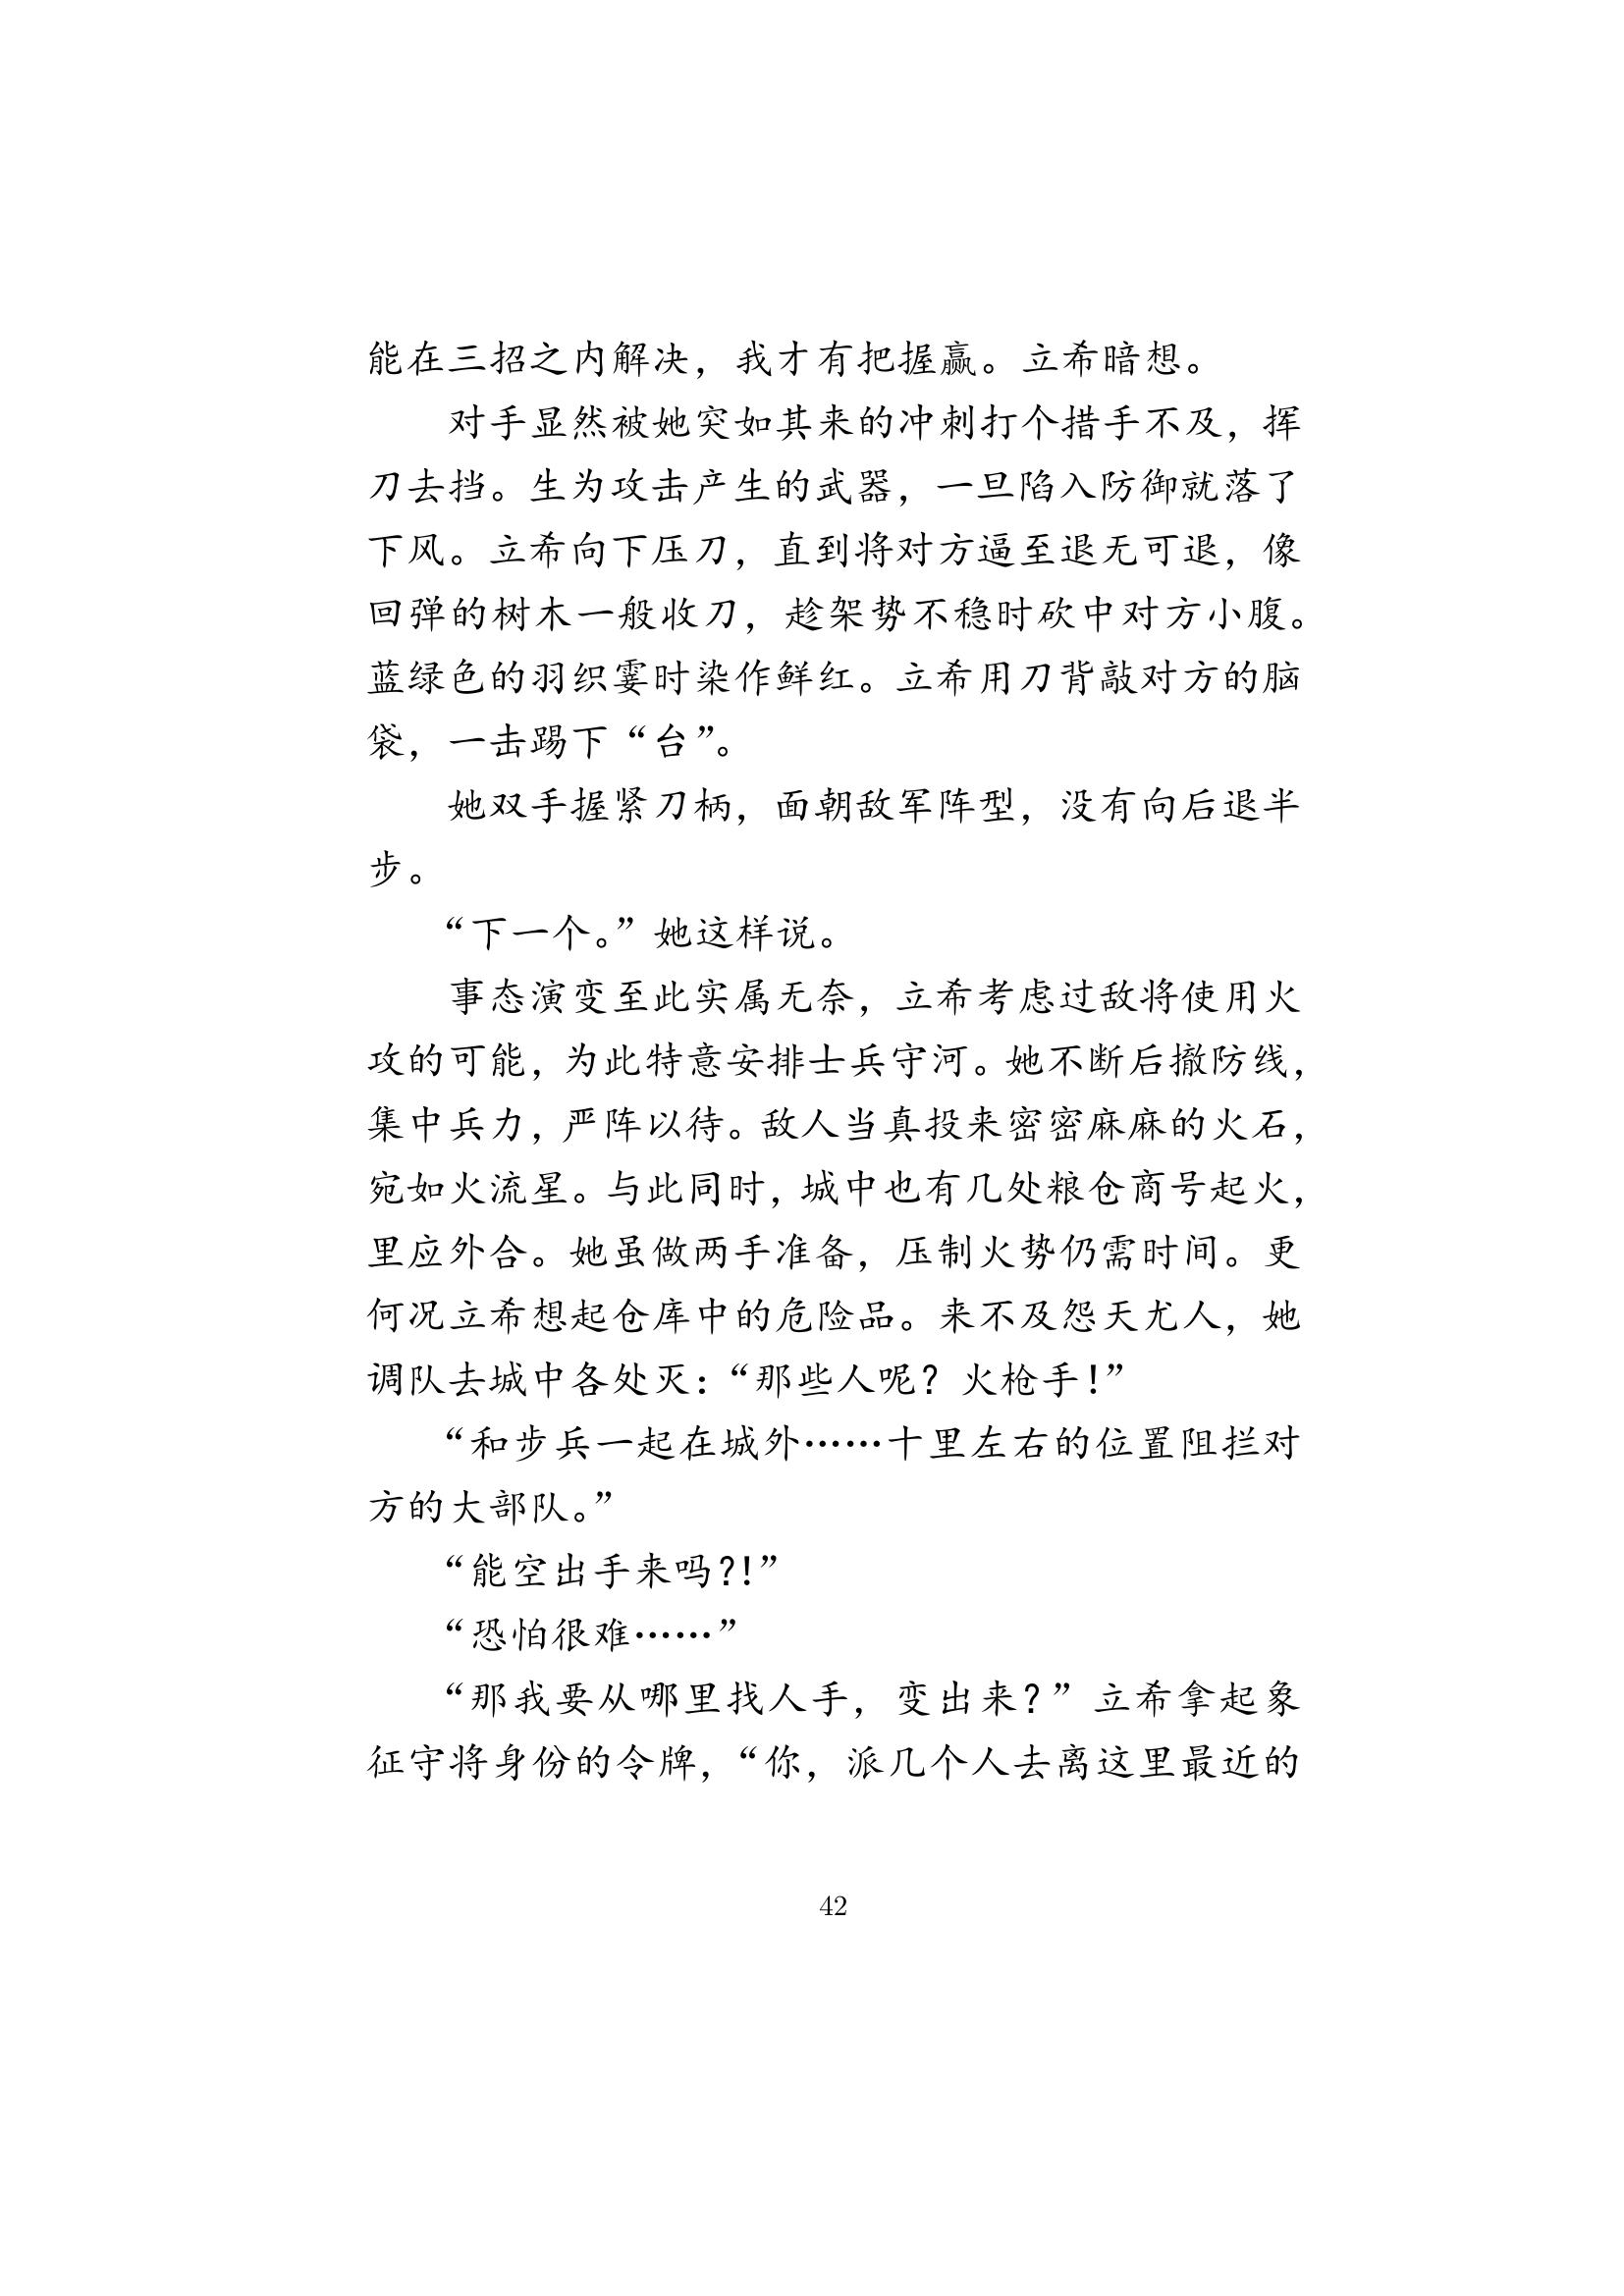 能在三招之内解决，我才有把握赢。立希暗想。
对手显然被她突如其来的冲刺打个措手不及，挥
刀去挡。生为攻击产生的武器，一旦陷入防御就落了
下风。立希向下压刀，直到将对方逼至退无可退，像
回弹的树木一般收刀，趁架势不稳时砍中对方小腹。
蓝绿色的羽织霎时染作鲜红。立希用刀背敲对方的脑
袋，一击踢下“台”。
她双手握紧刀柄，面朝敌军阵型，没有向后退半
步。
“下一个。”她这样说。
事态演变至此实属无奈，立希考虑过敌将使用火
攻的可能，为此特意安排士兵守河。她不断后撤防线，
集中兵力，严阵以待。敌人当真投来密密麻麻的火石，
宛如火流星。与此同时，城中也有几处粮仓商号起火，
里应外合。她虽做两手准备，压制火势仍需时间。更
何况立希想起仓库中的危险品。来不及怨天尤人，她
调队去城中各处灭：“那些人呢？火枪手！”
“和步兵一起在城外……十里左右的位置阻拦对
方的大部队。”
“能空出手来吗？！”
“恐怕很难……”
“那我要从哪里找人手，变出来？”立希拿起象
征守将身份的令牌，“你，派几个人去离这里最近的
42